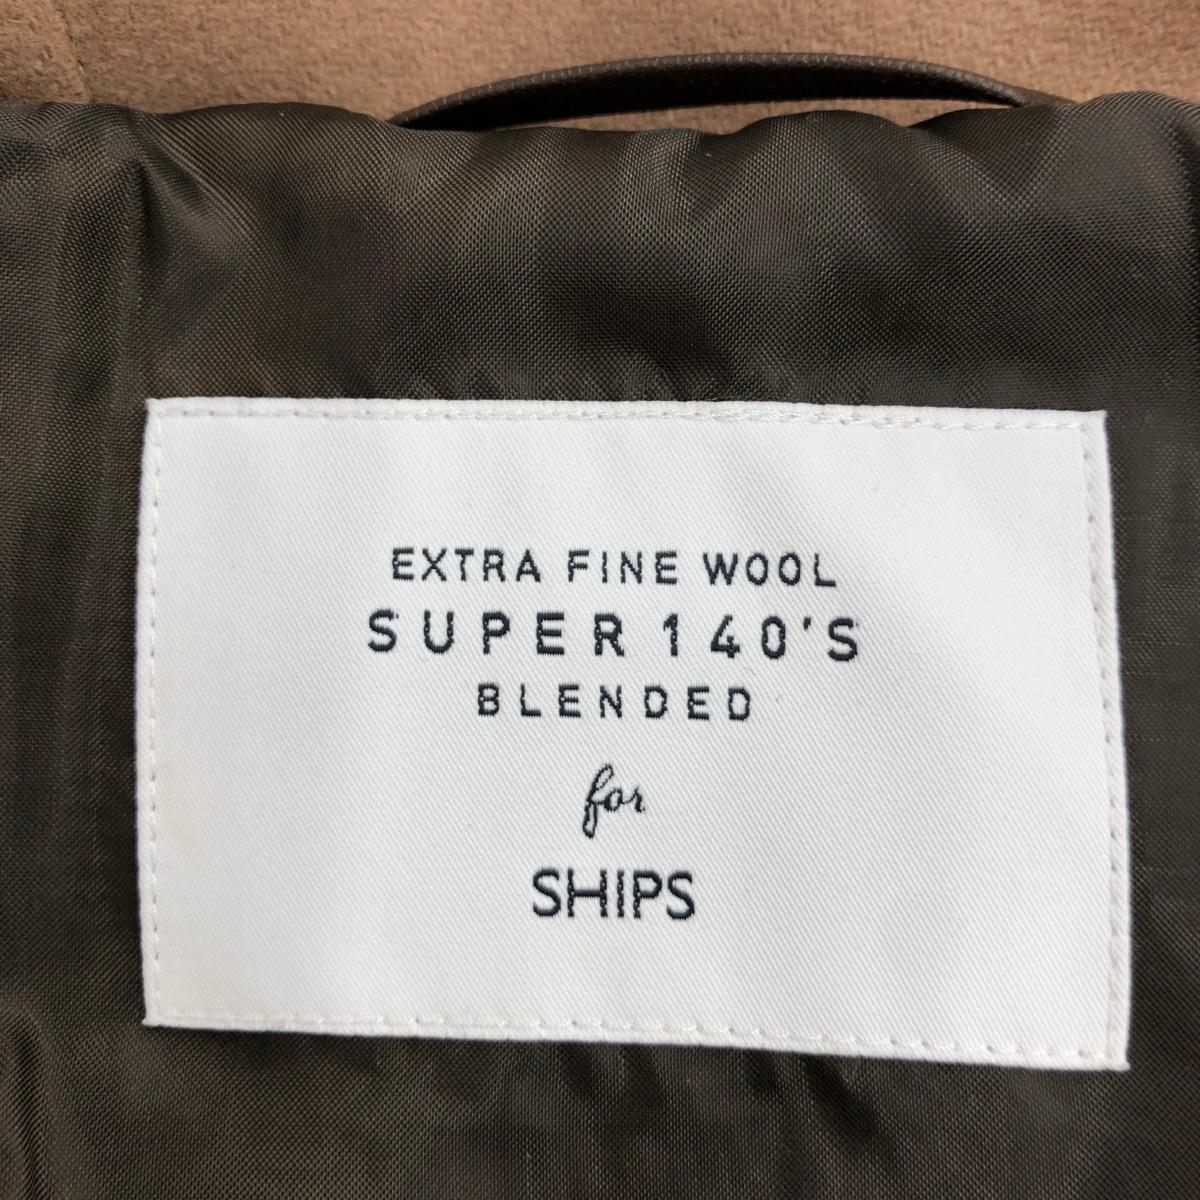 EXTRA FINE WOOL
SUPER 140'S
BLENDED
for
SHIPS